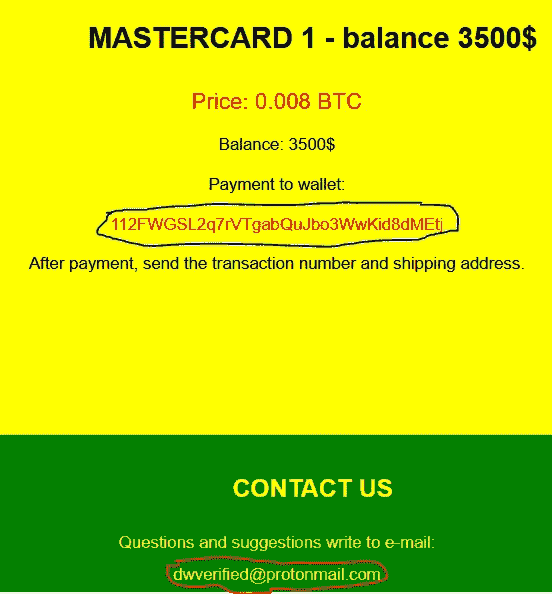 MASTERCARD 1 - balance 3500$
Price: 0.008 BTC
Balance: 3500$
Payment to wallet:
112FWGSL2q7rVTgabQuJbo3WwKid8dMEtj
After payment, send the transaction number and shipping address.
CONTACT US
Questions and suggestions write to e-mail:
dwverified@protonmail.com